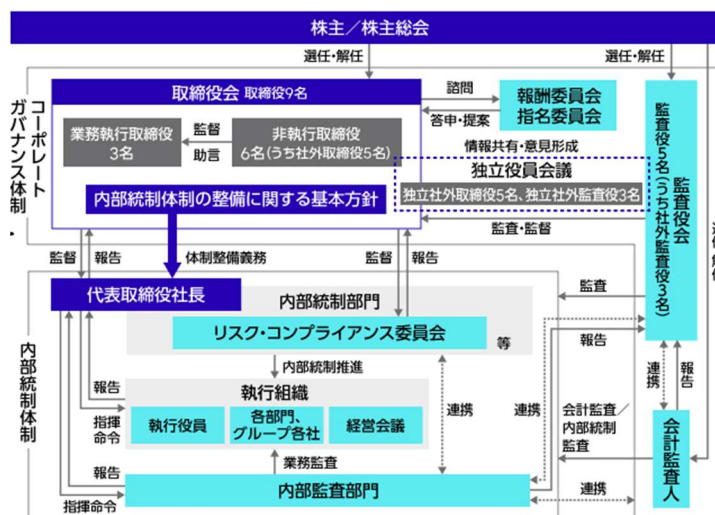 株主／株主総会
選任・解任
選任・解任
コーポレート
ガバナンス体制
取締役会 取締役9名
諮問
答申・提案
報酬委員会
指名委員会
業務執行取締役
3名
監督
助言
非執行取締役
6名（うち社外取締役5名）
情報共有・意見形成
独立役員会議
独立社外取締役5名、独立社外監査役3名
内部統制体制の整備に関する基本方針
監査・監督
監査役会
監査役5名（うち社外監査役3名）
選任・解任
監督
報告
体制整備義務
監督
報告
内部統制体制
代表取締役社長
内部統制部門
リスク・コンプライアンス委員会
等
監査
報告
内部統制推進
執行組織
執行役員
各部門、
グループ各社
経営会議
報告
指揮
命令
連携
連携
連携
報告
会計監査／
内部統制
監査
会計監査人
業務監査
報告
指揮命令
内部監査部門
連携